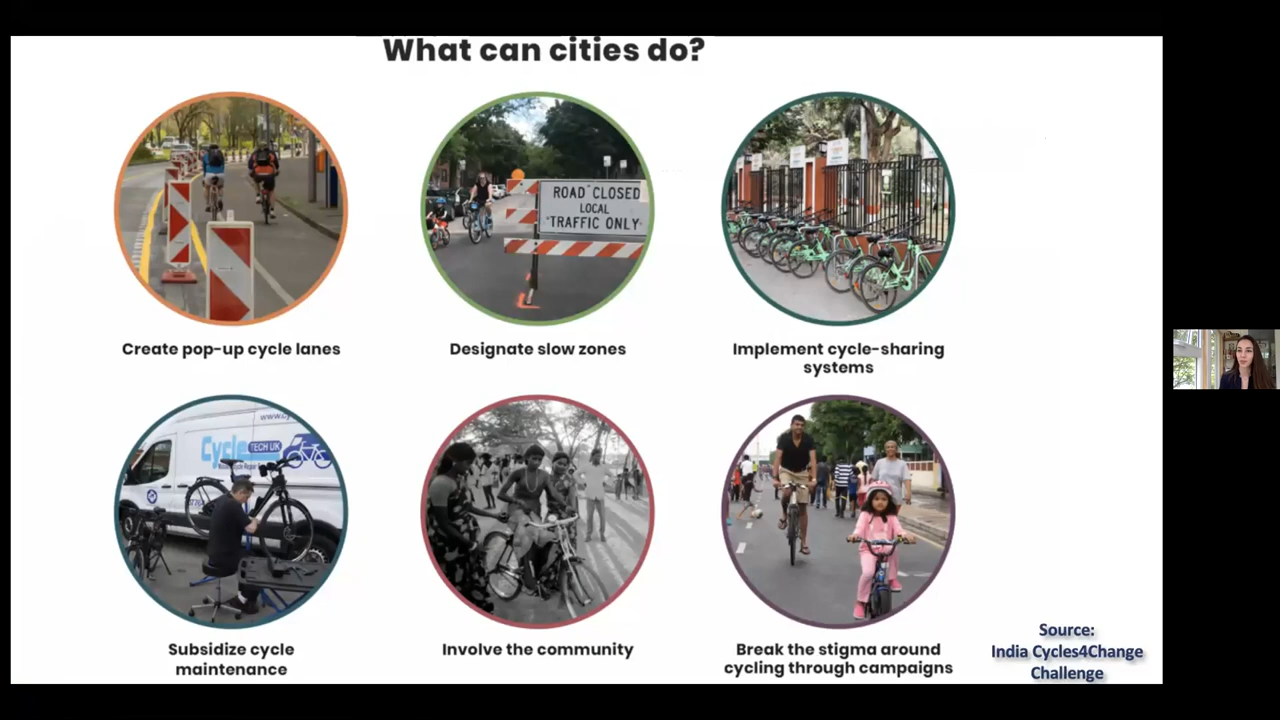 What can cities do?
ROAD CLOSED
LOCAL
TRAFFIC ONLY
Create pop-up cycle lanes
Designate slow zones
Implement cycle-sharing
systems
Cycle
TECH UK
Subsidize cycle
maintenance
Involve the community
Break the stigma around
cycling through campaigns
Source:
India Cycles4Change
Challenge